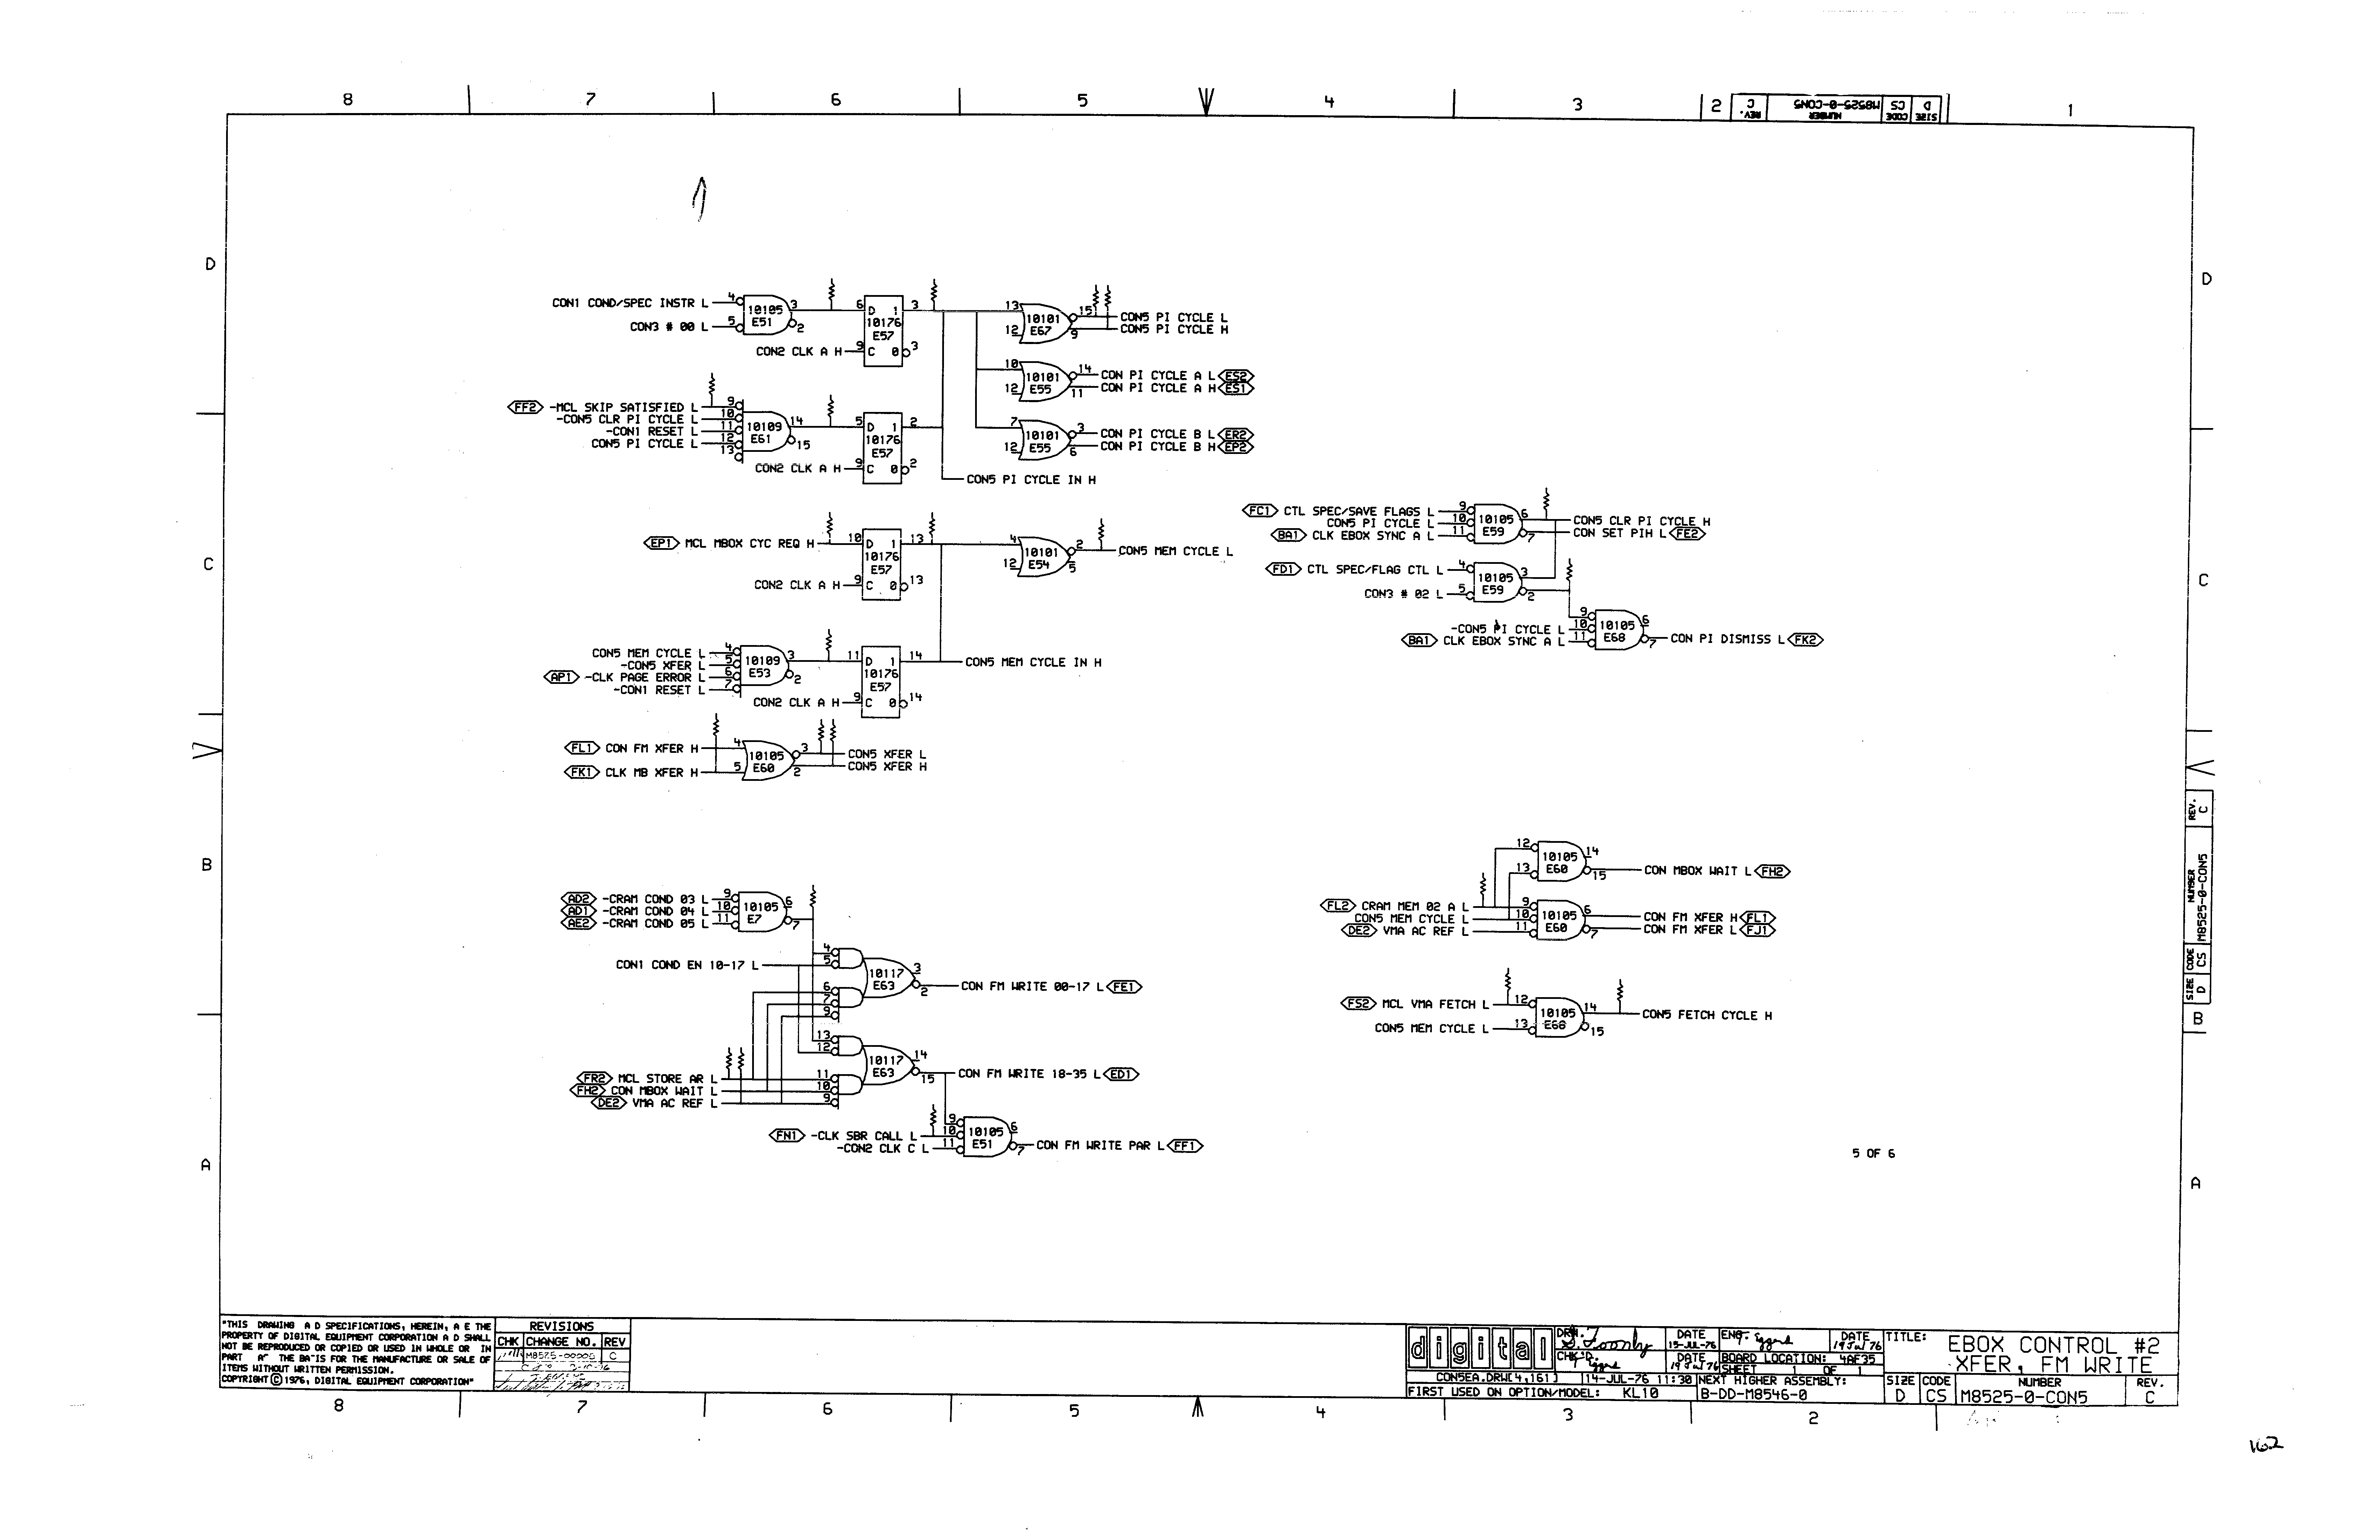 8 7 6 5 4 3 2 1
REV. C NUMBER M8525-0-CON5 CODE CS SIZE D
D
CON1 COND/SPEC INSTR L 4 10105 E51 3 2
CON3 # 00 L 5
6 D 1 3 10176 E57
CON2 CLK A H 9 C 0 3
13 12 10101 E67 15 9
CON5 PI CYCLE L
CON5 PI CYCLE H
10 12 10101 E55 14 11
CON PI CYCLE A L ES2
CON PI CYCLE A H ES1
FF2 -MCL SKIP SATISFIED L 9
-CON5 CLR PI CYCLE L 10
-CON1 RESET L 11
CON5 PI CYCLE L 12
13 10109 E61 14 15
5 D 1 2 10176 E57
CON2 CLK A H 9 C 0 2
7 12 10101 E55 3 6
CON PI CYCLE B L ER2
CON PI CYCLE B H EP2
CON5 PI CYCLE IN H
C
EP1 MCL MBOX CYC REQ H 10 D 1 13 10176 E57
CON2 CLK A H 9 C 0 13
4 12 10101 E54 2 5
CON5 MEM CYCLE L
FC1 CTL SPEC/SAVE FLAGS L 9
CON5 PI CYCLE L 10
BA1 CLK EBOX SYNC A L 11
10105 E59 6 7
CON5 CLR PI CYCLE H
CON SET PIH L FE2
FD1 CTL SPEC/FLAG CTL L 4
CON3 # 02 L 5
10105 E59 3 2
-CON5 PI CYCLE L 10
BA1 CLK EBOX SYNC A L 11
9 10105 E68 6 7
CON PI DISMISS L FK2
CON5 MEM CYCLE L 4
-CON5 XFER L 5
AP1 -CLK PAGE ERROR L 6
-CON1 RESET L 7
10109 E53 3 2
11 D 1 14 10176 E57
CON2 CLK A H 9 C 0 14
CON5 MEM CYCLE IN H
FL1 CON FM XFER H 4
FK1 CLK MB XFER H 5
10105 E60 3 2
CON5 XFER L
CON5 XFER H
B
AD2 -CRAM COND 03 L 9
AD1 -CRAM COND 04 L 10
AE2 -CRAM COND 05 L 11
10105 E7 6 7
CON1 COND EN 10-17 L
4 5 6 7 9 10117 E63 3 2
CON FM WRITE 00-17 L FE1
13 12 11 10 9 10117 E63 14 15
CON FM WRITE 18-35 L ED1
FR2 MCL STORE AR L
FH2 CON MBOX WAIT L
DE2 VMA AC REF L
FN1 -CLK SBR CALL L 10
-CON2 CLK C L 11
9 10105 E51 6 7
CON FM WRITE PAR L FF1
12 13 10105 E60 14 15
CON MBOX WAIT L FH2
FL2 CRAM MEM 02 A L 9
CON5 MEM CYCLE L 10
DE2 VMA AC REF L 11
10105 E60 6 7
CON FM XFER H FL1
CON FM XFER L FJ1
FS2 MCL VMA FETCH L 12
CON5 MEM CYCLE L 13
10105 E68 14 15
CON5 FETCH CYCLE H
A
5 OF 6
D
C
REV. C
NUMBER M8525-0-CON5
CODE CS
SIZE D
B
A
"THIS DRAWING A D SPECIFICATIONS, HEREIN, A E THE
PROPERTY OF DIGITAL EQUIPMENT CORPORATION A D SHALL
NOT BE REPRODUCED OR COPIED OR USED IN WHOLE OR IN
PART A THE BA IS FOR THE MANUFACTURE OR SALE OF
ITEMS WITHOUT WRITTEN PERMISSION.
COPYRIGHT © 1976, DIGITAL EQUIPMENT CORPORATION"
REVISIONS
CHK CHANGE NO. REV
M8525-00005 C
digital
DRN. DATE 15-JUL-76
CHK'D. Eggers DATE 19 Jul 76
ENG. Eggers DATE 19 Jul 76
BOARD LOCATION: 4AF35
SHEET 1 OF 1
CON5EA.DRW[4,161] 14-JUL-76 11:30 NEXT HIGHER ASSEMBLY:
FIRST USED ON OPTION/MODEL: KL10 B-DD-M8546-0
TITLE: EBOX CONTROL #2
XFER, FM WRITE
SIZE D CODE CS NUMBER M8525-0-CON5 REV. C
8 7 6 5 4 3 2
162